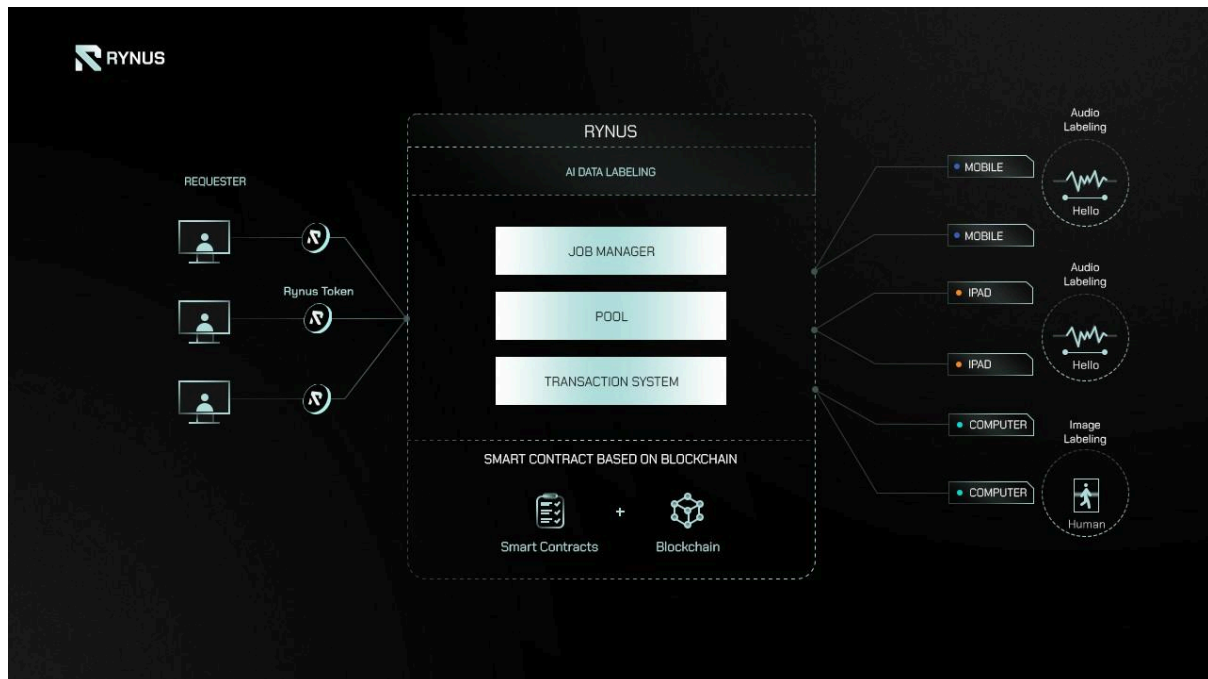 RYNUS
REQUESTER
Rynus Token
RYNUS
AI DATA LABELING
JOB MANAGER
POOL
TRANSACTION SYSTEM
SMART CONTRACT BASED ON BLOCKCHAIN
+
Smart Contracts
Blockchain
MOBILE
MOBILE
IPAD
IPAD
COMPUTER
COMPUTER
Audio
Labeling
Hello
Audio
Labeling
Hello
Image
Labeling
Human